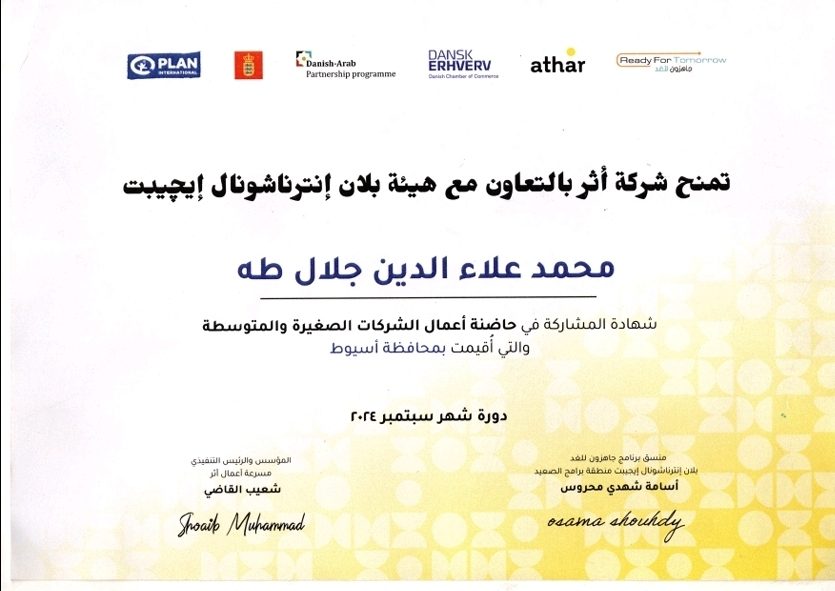 PLAN
INTERNATIONAL
Danish-Arab
Partnership programme
DANSK
ERHVERV
Danish Chamber of Commerce
athar
Ready For Tomorrow
جاهزون للغد
تمنح شركة أثر بالتعاون مع هيئة بلان إنترناشونال إيچيبت
محمد علاء الدين جلال طه
شهادة المشاركة في حاضنة أعمال الشركات الصغيرة والمتوسطة
والتي أُقيمت بمحافظة أسيوط
دورة شهر سبتمبر ٢٠٢٤
منسق برنامج جاهزون للغد
بلان إنترناشونال إيجيبت منطقة برامج الصعيد
أسامة شهدي محروس
osama shouhdy
المؤسس والرئيس التنفيذي
مسرعة أعمال أثر
شعيب القاضي
Shoaib Muhammad